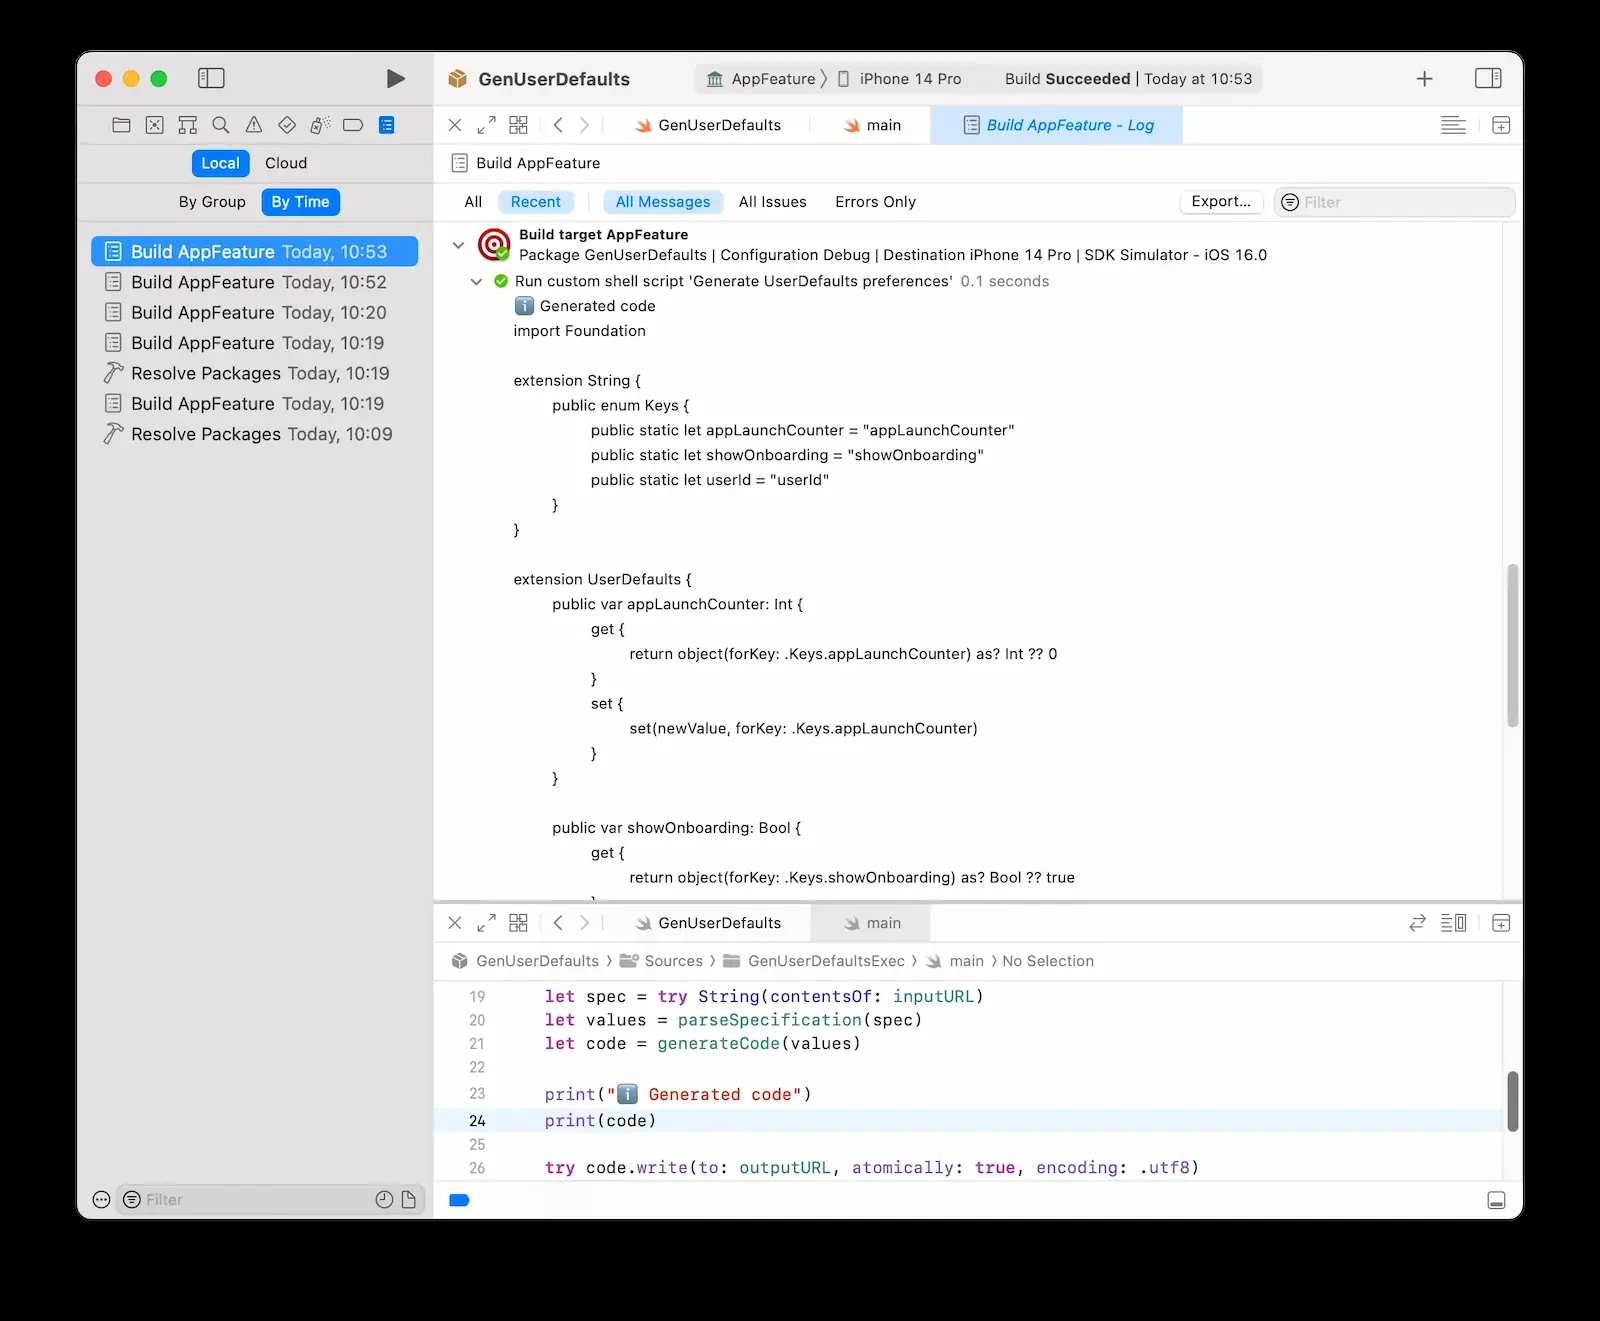 GenUserDefaults
AppFeature 〉 iPhone 14 Pro
Build Succeeded | Today at 10:53
GenUserDefaults
main
Build AppFeature - Log
Local
Cloud
By Group
By Time
Build AppFeature Today, 10:53
Build AppFeature Today, 10:52
Build AppFeature Today, 10:20
Build AppFeature Today, 10:19
Resolve Packages Today, 10:19
Build AppFeature Today, 10:19
Resolve Packages Today, 10:09
Filter
Build AppFeature
All Recent All Messages All Issues Errors Only Export... Filter
Build target AppFeature
Package GenUserDefaults | Configuration Debug | Destination iPhone 14 Pro | SDK Simulator - iOS 16.0
Run custom shell script 'Generate UserDefaults preferences' 0.1 seconds
ℹ️ Generated code
import Foundation
extension String {
public enum Keys {
public static let appLaunchCounter = "appLaunchCounter"
public static let showOnboarding = "showOnboarding"
public static let userId = "userId"
}
}
extension UserDefaults {
public var appLaunchCounter: Int {
get {
return object(forKey: .Keys.appLaunchCounter) as? Int ?? 0
}
set {
set(newValue, forKey: .Keys.appLaunchCounter)
}
}
public var showOnboarding: Bool {
get {
return object(forKey: .Keys.showOnboarding) as? Bool ?? true
}
GenUserDefaults
main
GenUserDefaults 〉 Sources 〉 GenUserDefaultsExec 〉 main 〉 No Selection
19 let spec = try String(contentsOf: inputURL)
20 let values = parseSpecification(spec)
21 let code = generateCode(values)
22
23 print("ℹ️ Generated code")
24 print(code)
25
26 try code.write(to: outputURL, atomically: true, encoding: .utf8)